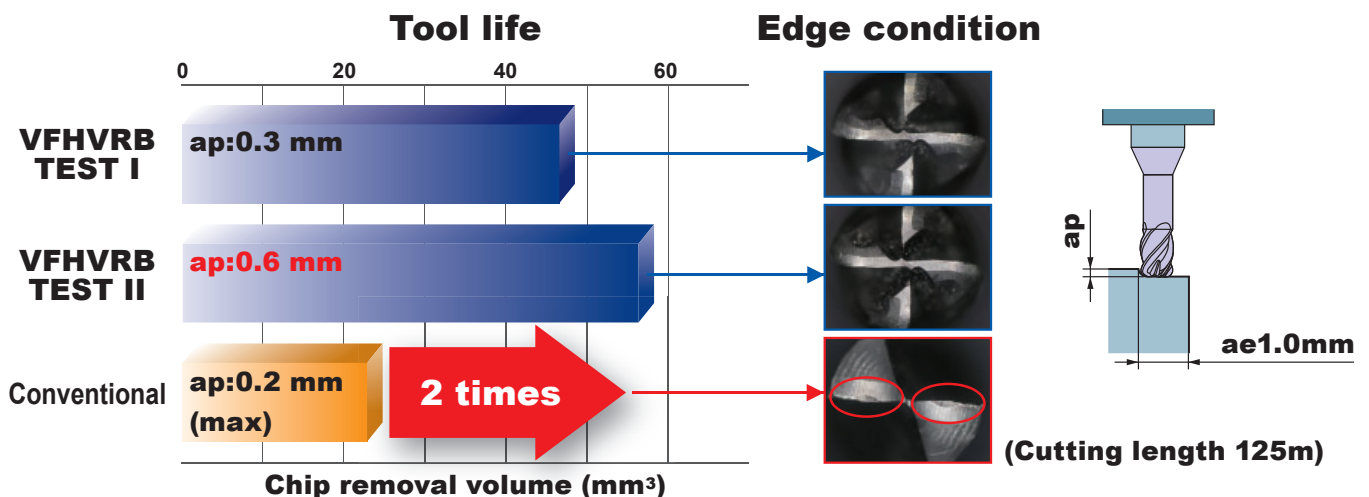 Tool life
Edge condition
0 20 40 60
VFHVRB
TEST I
ap:0.3 mm
VFHVRB
TEST II
ap:0.6 mm
Conventional
ap:0.2 mm
(max)
2 times
Chip removal volume (mm³)
ap
ae1.0mm
(Cutting length 125m)